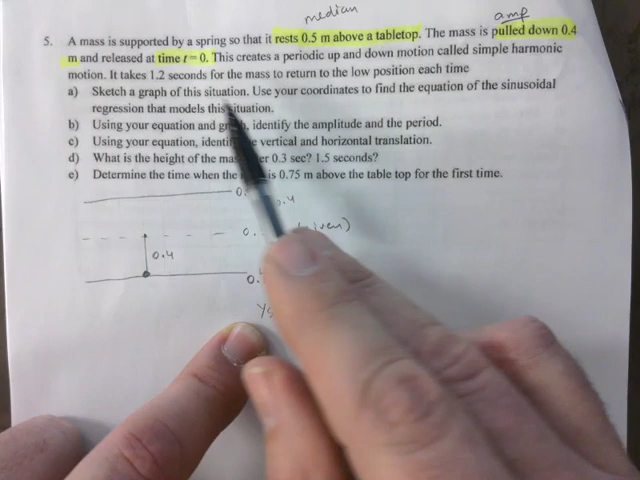 median
amp
5. A mass is supported by a spring so that it rests 0.5 m above a tabletop. The mass is pulled down 0.4
m and released at time t = 0. This creates a periodic up and down motion called simple harmonic
motion. It takes 1.2 seconds for the mass to return to the low position each time
a) Sketch a graph of this situation. Use your coordinates to find the equation of the sinusoidal
regression that models this situation.
b) Using your equation and, identify the amplitude and the period.
c) Using your equation, vertical and horizontal translation.
d) What is the height of the 0.3 sec? 1.5 seconds?
e) Determine the time when the is 0.75 m above the table top for the first time.
0.4